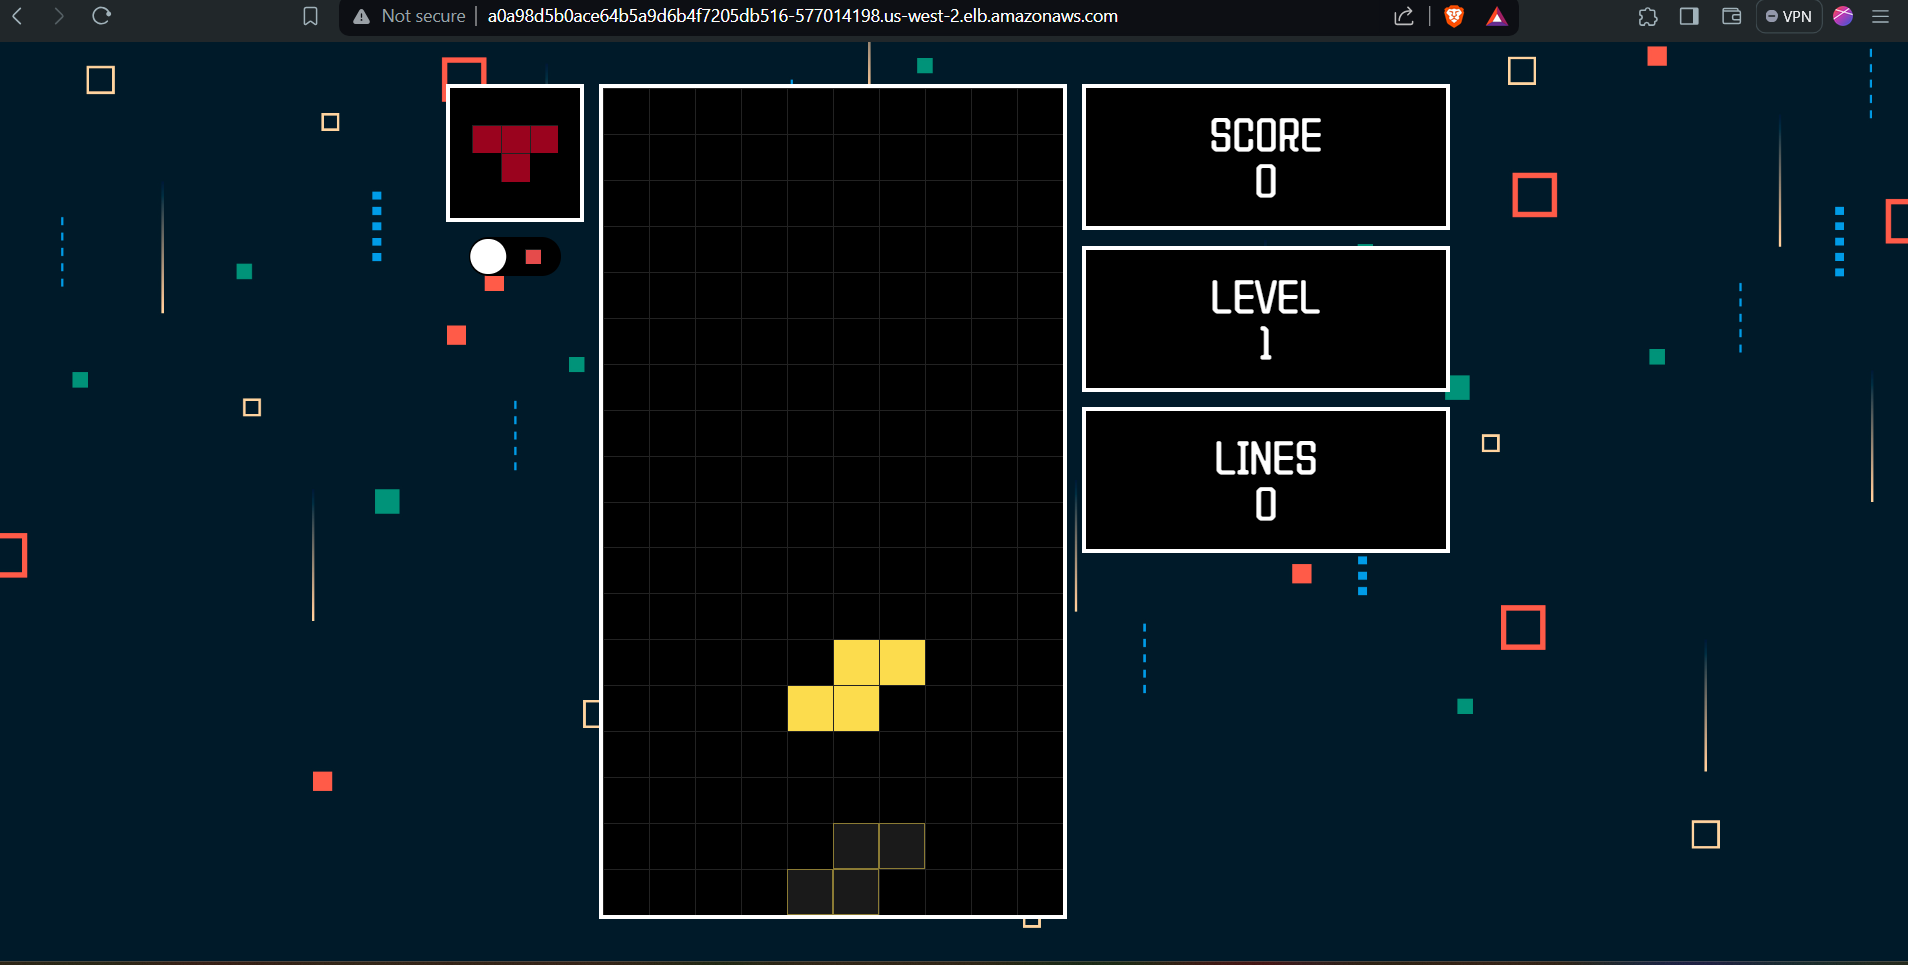 Not secure
a0a98d5b0ace64b5a9d6b4f7205db516-577014198.us-west-2.elb.amazonaws.com
VPN
SCORE
0
LEVEL
1
LINES
0